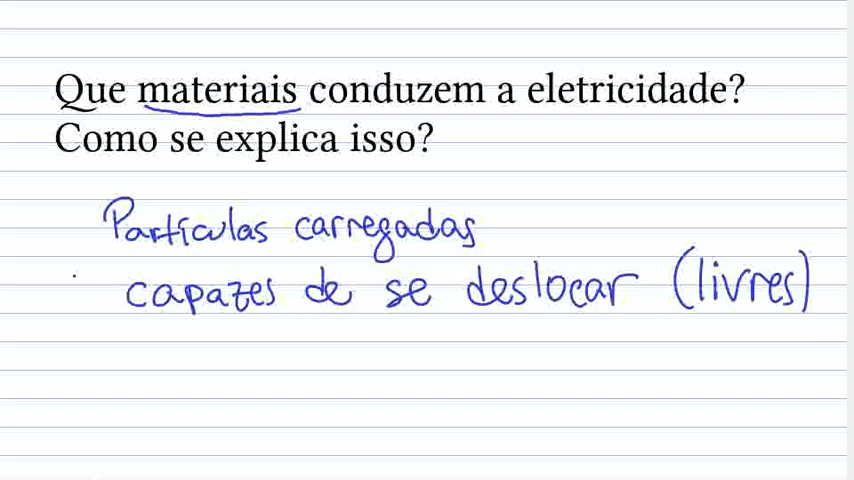 Que materiais conduzem a eletricidade?
Como se explica isso?
Partículas carregadas
capazes de se deslocar (livres)